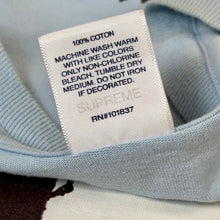 100% COTTON
MACHINE WASH WARM
WITH LIKE COLORS
ONLY NON-CHLORINE
BLEACH. TUMBLE DRY
MEDIUM. DO NOT IRON
IF DECORATED.
SUPREME
RN#101837